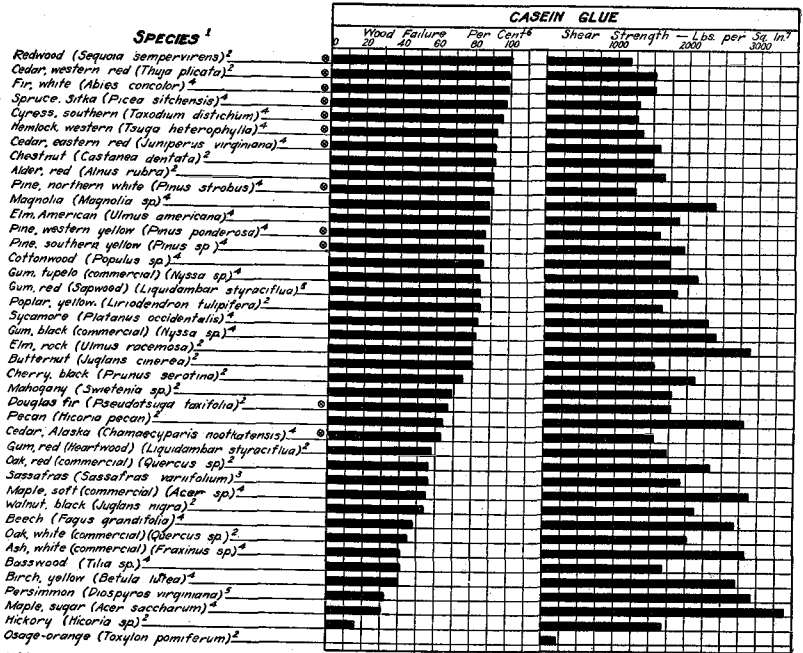 CASEIN GLUE
SPECIES 1
Wood Failure Per Cent 6
Shear Strength — Lbs. per Sq. In. 7
0 20 40 60 80 100
1000 2000 3000
Redwood (Sequoia sempervirens) 2
Cedar, western red (Thuja plicata) 2
Fir, white (Abies concolor) 4
Spruce, Sitka (Picea sitchensis) 4
Cyress, southern (Taxodium distichum) 4
Hemlock, western (Tsuga heterophylla) 4
Cedar, eastern red (Juniperus virginiana) 4
Chestnut (Castanea dentata) 2
Alder, red (Alnus rubra) 2
Pine, northern white (Pinus strobus) 4
Magnolia (Magnolia sp) 4
Elm, American (Ulmus americana) 4
Pine, western yellow (Pinus ponderosa) 4
Pine, southern yellow (Pinus sp) 4
Cottonwood (Populus sp.) 4
Gum, tupelo (commercial) (Nyssa sp.) 4
Gum, red (Sapwood) (Liquidambar styraciflua) 5
Poplar, yellow (Liriodendron tulipifera) 2
Sycamore (Platanus occidentalis) 4
Gum, black (commercial) (Nyssa sp.) 4
Elm, rock (Ulmus racemosa) 2
Butternut (Juglans cinerea) 2
Cherry, black (Prunus serotina) 2
Mahogany (Swietenia sp.) 2
Douglas fir (Pseudotsuga taxifolia) 2
Pecan (Hicoria pecan) 2
Cedar, Alaska (Chamaecyparis nootkatensis) 4
Gum, red (Heartwood) (Liquidambar styraciflua) 2
Oak, red (commercial) (Quercus sp) 2
Sassafras (Sassafras variifolium) 3
Maple, soft (commercial) (Acer sp) 4
Walnut, black (Juglans nigra) 2
Beech (Fagus grandifolia) 4
Oak, white (commercial) (Quercus sp.) 2
Ash, white (commercial) (Fraxinus sp) 4
Basswood (Tilia sp.) 4
Birch, yellow (Betula lutea) 4
Persimmon (Diospyros virginiana) 5
Maple, sugar (Acer saccharum) 4
Hickory (Hicoria sp.) 2
Osage-orange (Toxylon pomiferum) 2